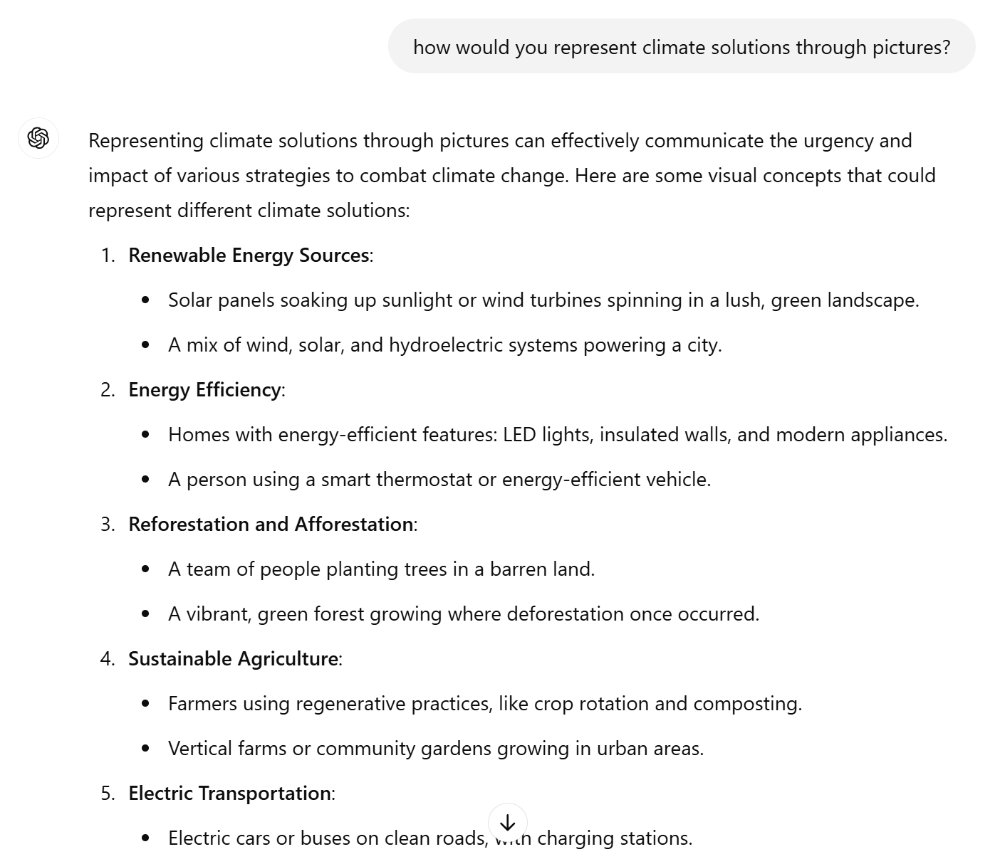 how would you represent climate solutions through pictures?
Representing climate solutions through pictures can effectively communicate the urgency and
impact of various strategies to combat climate change. Here are some visual concepts that could
represent different climate solutions:
1. Renewable Energy Sources:
• Solar panels soaking up sunlight or wind turbines spinning in a lush, green landscape.
• A mix of wind, solar, and hydroelectric systems powering a city.
2. Energy Efficiency:
• Homes with energy-efficient features: LED lights, insulated walls, and modern appliances.
• A person using a smart thermostat or energy-efficient vehicle.
3. Reforestation and Afforestation:
• A team of people planting trees in a barren land.
• A vibrant, green forest growing where deforestation once occurred.
4. Sustainable Agriculture:
• Farmers using regenerative practices, like crop rotation and composting.
• Vertical farms or community gardens growing in urban areas.
5. Electric Transportation:
• Electric cars or buses on clean roads, with charging stations.